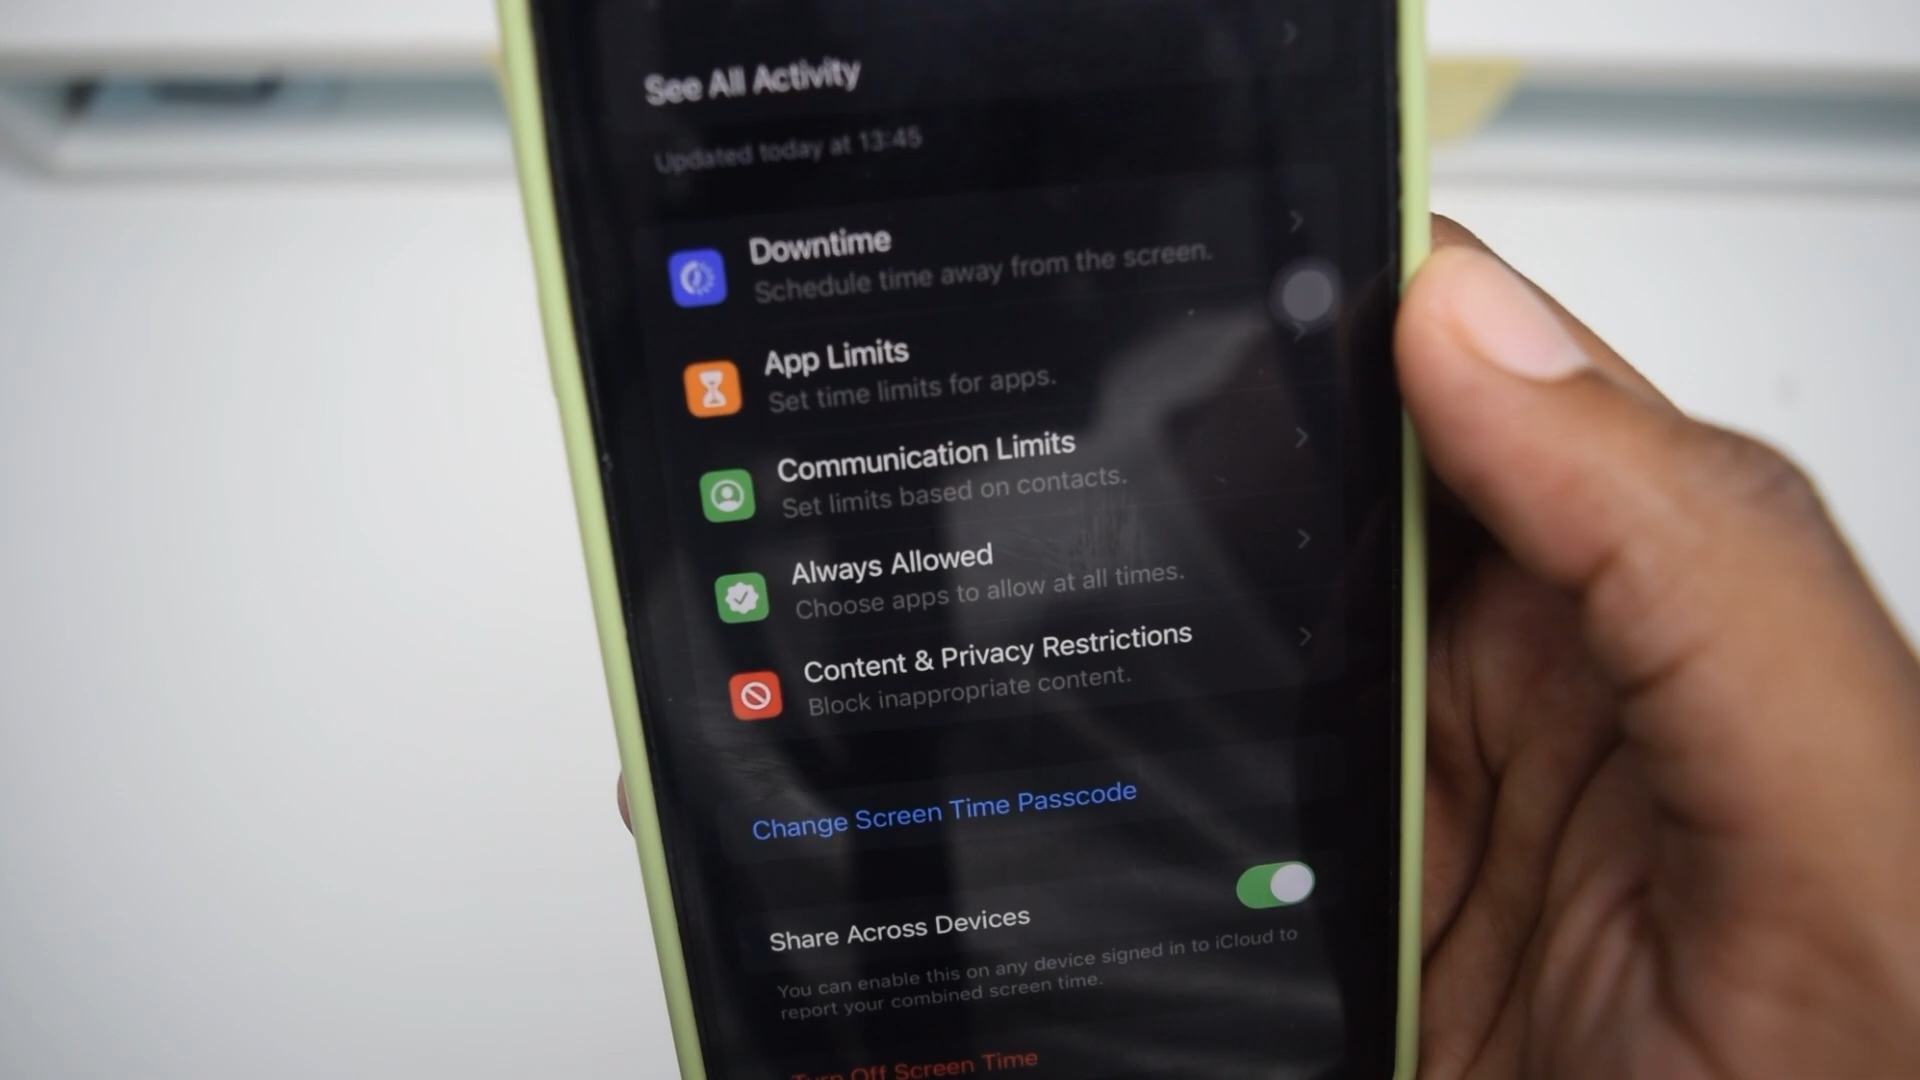 See All Activity
Updated today at 13:45
Downtime
Schedule time away from the screen.
App Limits
Set time limits for apps.
Communication Limits
Set limits based on contacts.
Always Allowed
Choose apps to allow at all times.
Content & Privacy Restrictions
Block inappropriate content.
Change Screen Time Passcode
Share Across Devices
You can enable this on any device signed in to iCloud to
report your combined screen time.
Turn Off Screen Time